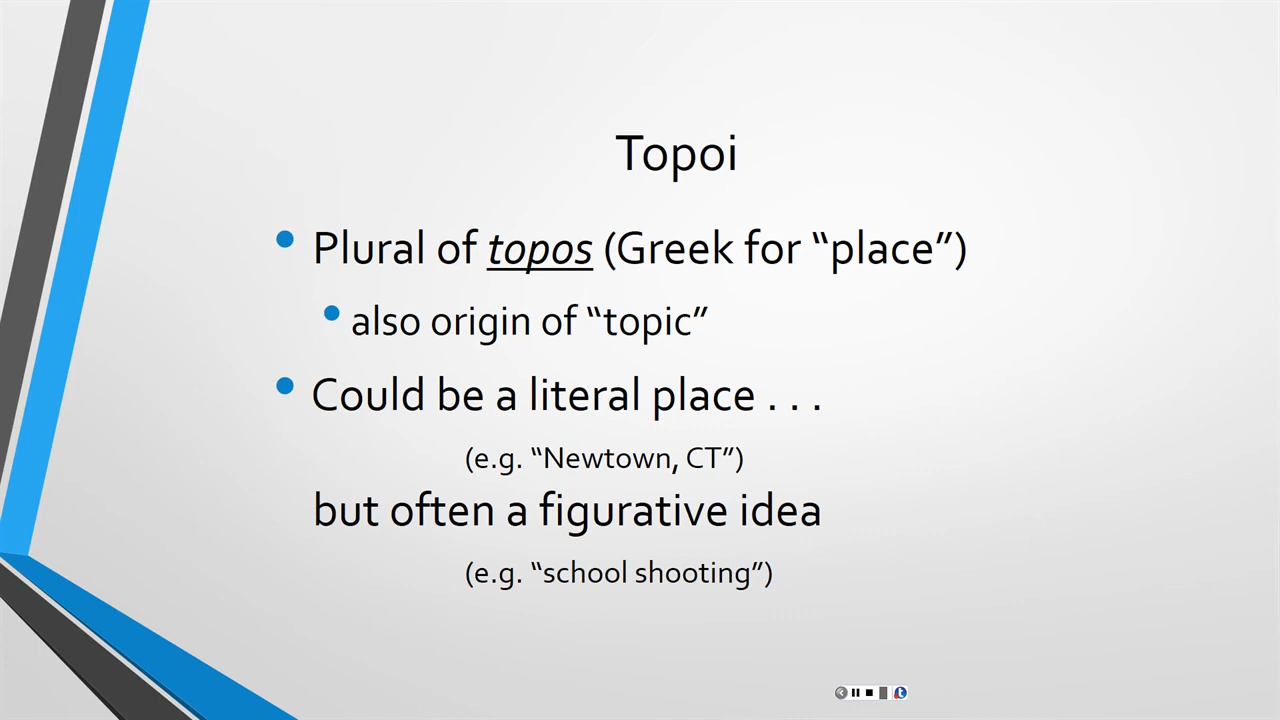 Topoi
• Plural of topos (Greek for “place”)
• also origin of “topic”
• Could be a literal place . . .
(e.g. “Newtown, CT”)
but often a figurative idea
(e.g. “school shooting”)